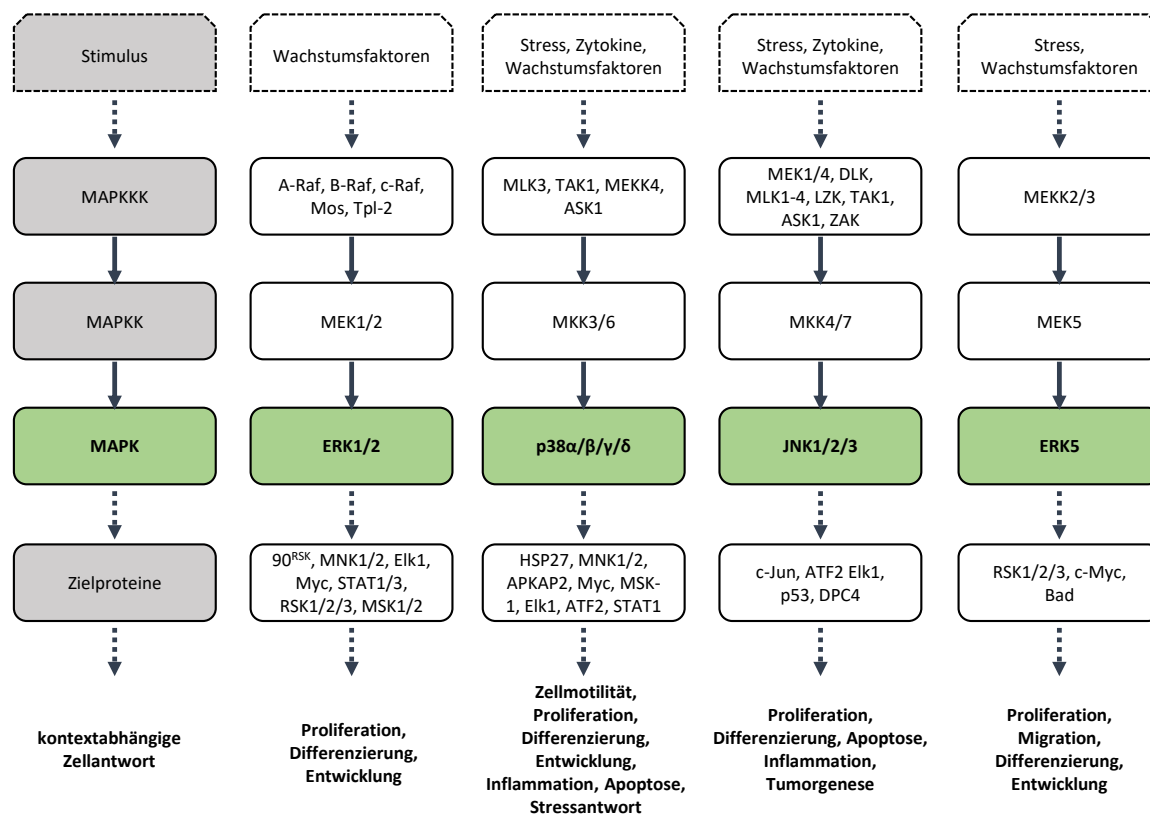 Stimulus
Wachstumsfaktoren
Stress, Zytokine,
Wachstumsfaktoren
Stress, Zytokine,
Wachstumsfaktoren
Stress,
Wachstumsfaktoren
MAPKKK
A-Raf, B-Raf, c-Raf,
Mos, Tpl-2
MLK3, TAK1, MEKK4,
ASK1
MEK1/4, DLK,
MLK1-4, LZK, TAK1,
ASK1, ZAK
MEKK2/3
MAPKK
MEK1/2
MKK3/6
MKK4/7
MEK5
MAPK
ERK1/2
p38α/β/γ/δ
JNK1/2/3
ERK5
Zielproteine
90RSK, MNK1/2, Elk1,
Myc, STAT1/3,
RSK1/2/3, MSK1/2
HSP27, MNK1/2,
APKAP2, Myc, MSK-
1, Elk1, ATF2, STAT1
c-Jun, ATF2 Elk1,
p53, DPC4
RSK1/2/3, c-Myc,
Bad
kontextabhängige
Zellantwort
Proliferation,
Differenzierung,
Entwicklung
Zellmotilität,
Proliferation,
Differenzierung,
Entwicklung,
Inflammation, Apoptose,
Stressantwort
Proliferation,
Differenzierung, Apoptose,
Inflammation,
Tumorgenese
Proliferation,
Migration,
Differenzierung,
Entwicklung